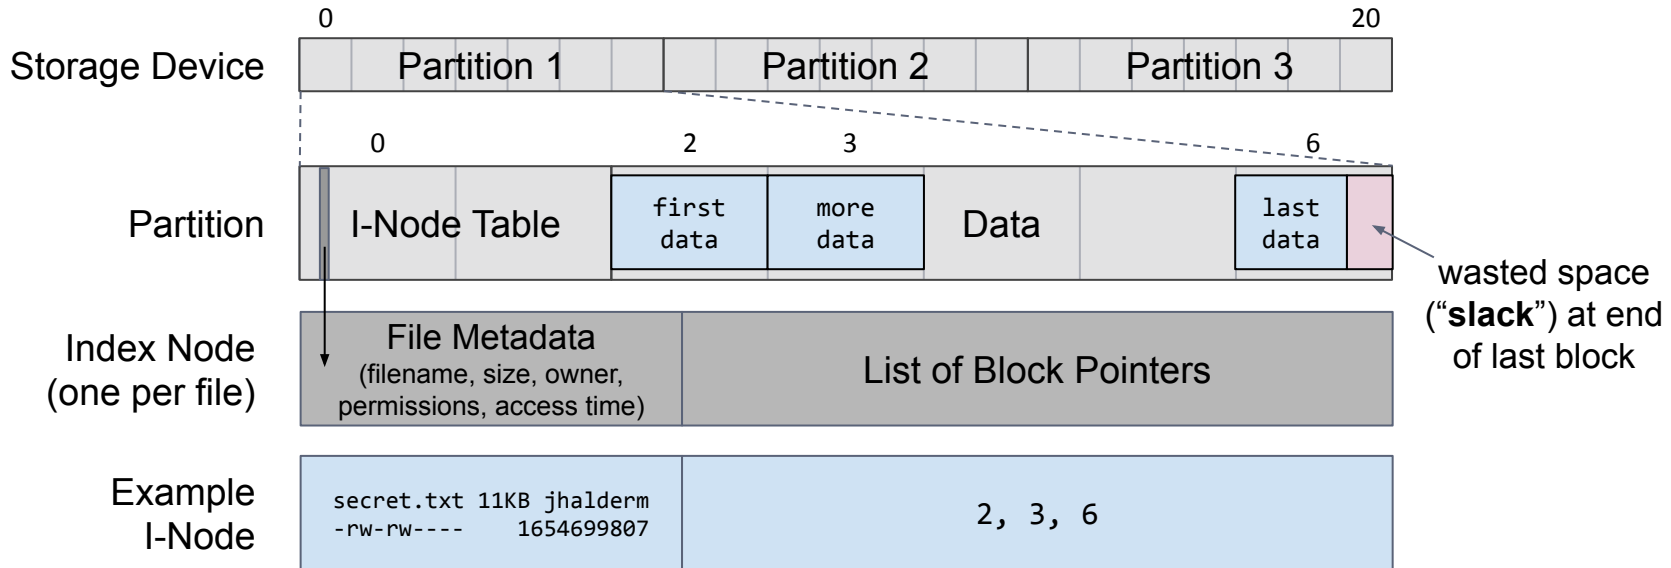 0 20
Storage Device Partition 1 Partition 2 Partition 3
0 2 3 6
Partition I-Node Table first data more data Data last data
wasted space
(“slack”) at end
of last block
Index Node
(one per file)
File Metadata
(filename, size, owner,
permissions, access time)
List of Block Pointers
Example
I-Node
secret.txt 11KB jhalderm
-rw-rw---- 1654699807
2, 3, 6